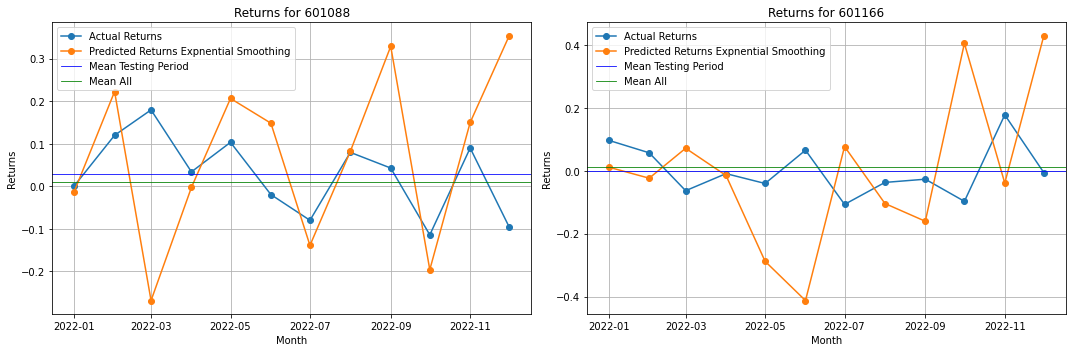 Returns for 601088
Actual Returns
Predicted Returns Expnential Smoothing
Mean Testing Period
Mean All
0.3
0.2
0.1
0.0
−0.1
−0.2
Returns
2022-01
2022-03
2022-05
2022-07
2022-09
2022-11
Month
Returns for 601166
Actual Returns
Predicted Returns Expnential Smoothing
Mean Testing Period
Mean All
0.4
0.2
0.0
−0.2
−0.4
Returns
2022-01
2022-03
2022-05
2022-07
2022-09
2022-11
Month